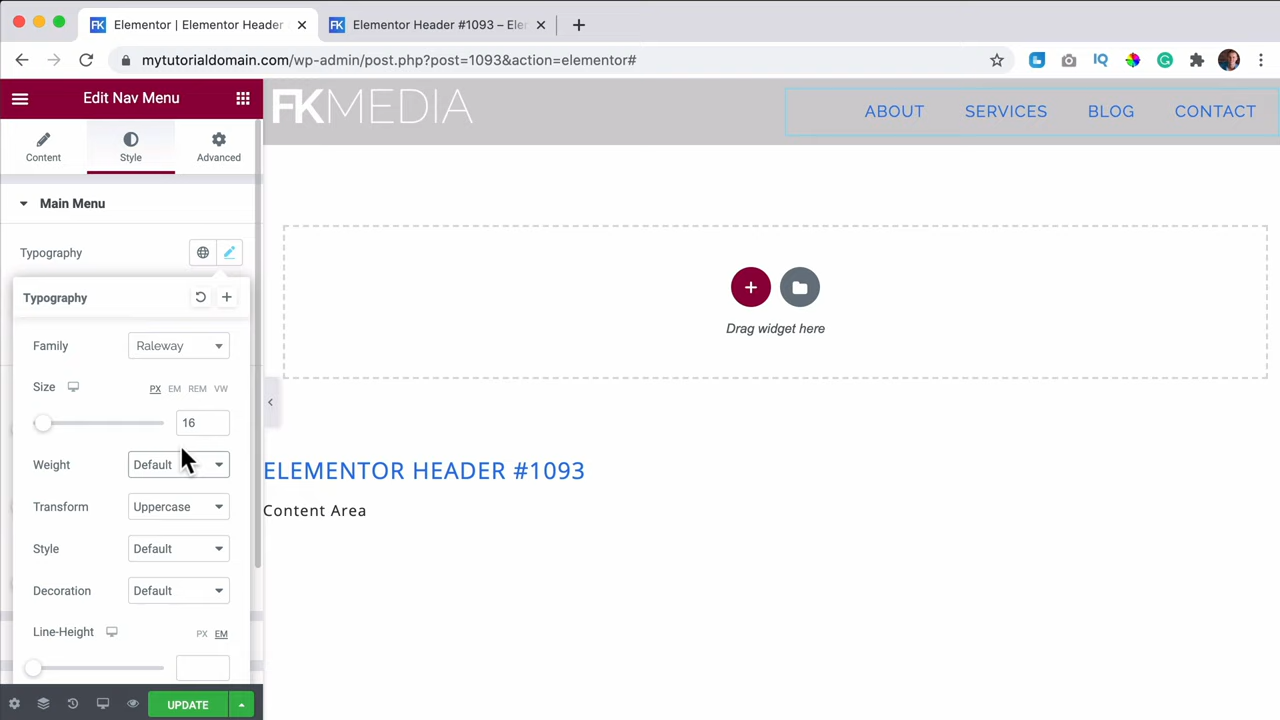 Elementor | Elementor Header
Elementor Header #1093 – Ele
mytutorialdomain.com/wp-admin/post.php?post=1093&action=elementor#
IQ
Edit Nav Menu
FKMEDIA
ABOUT SERVICES BLOG CONTACT
Content Style Advanced
Main Menu
Typography
Typography
Family Raleway
Size PX EM REM VW
16
Weight Default
Transform Uppercase
Style Default
Decoration Default
Line-Height PX EM
UPDATE
Drag widget here
ELEMENTOR HEADER #1093
Content Area